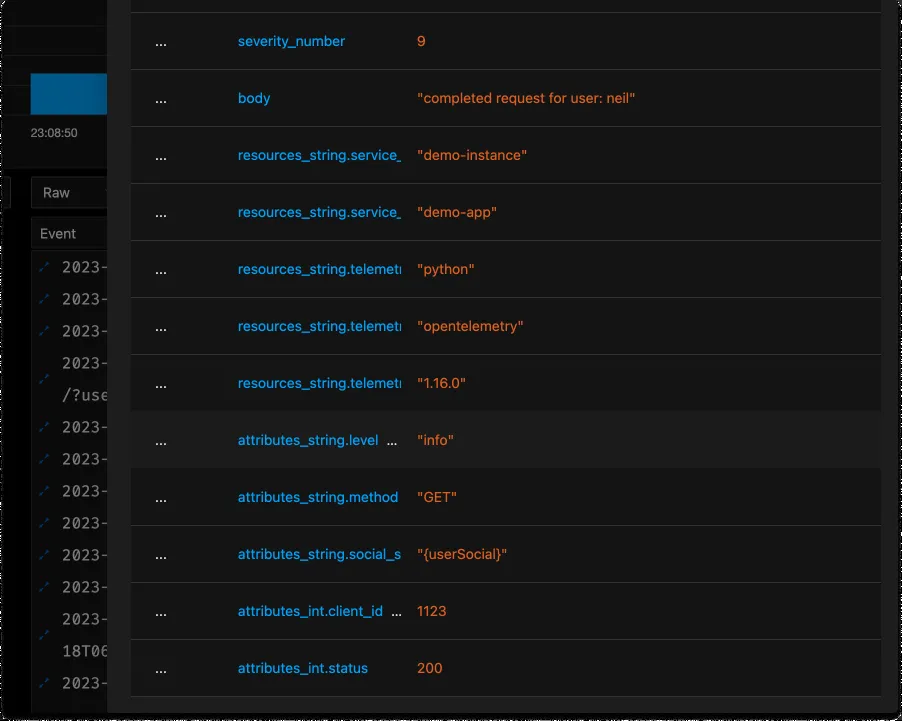 ... severity_number 9
... body "completed request for user: neil"
... resources_string.service_ "demo-instance"
... resources_string.service_ "demo-app"
... resources_string.telemet "python"
... resources_string.telemet "opentelemetry"
... resources_string.telemet "1.16.0"
... attributes_string.level ... "info"
... attributes_string.method "GET"
... attributes_string.social_s "{userSocial}"
... attributes_int.client_id ... 1123
... attributes_int.status 200
23:08:50
Raw
Event
2023-
2023-
2023-
2023-
/?use
2023-
2023-
2023-
2023-
2023-
2023-
2023-
18T06
2023-